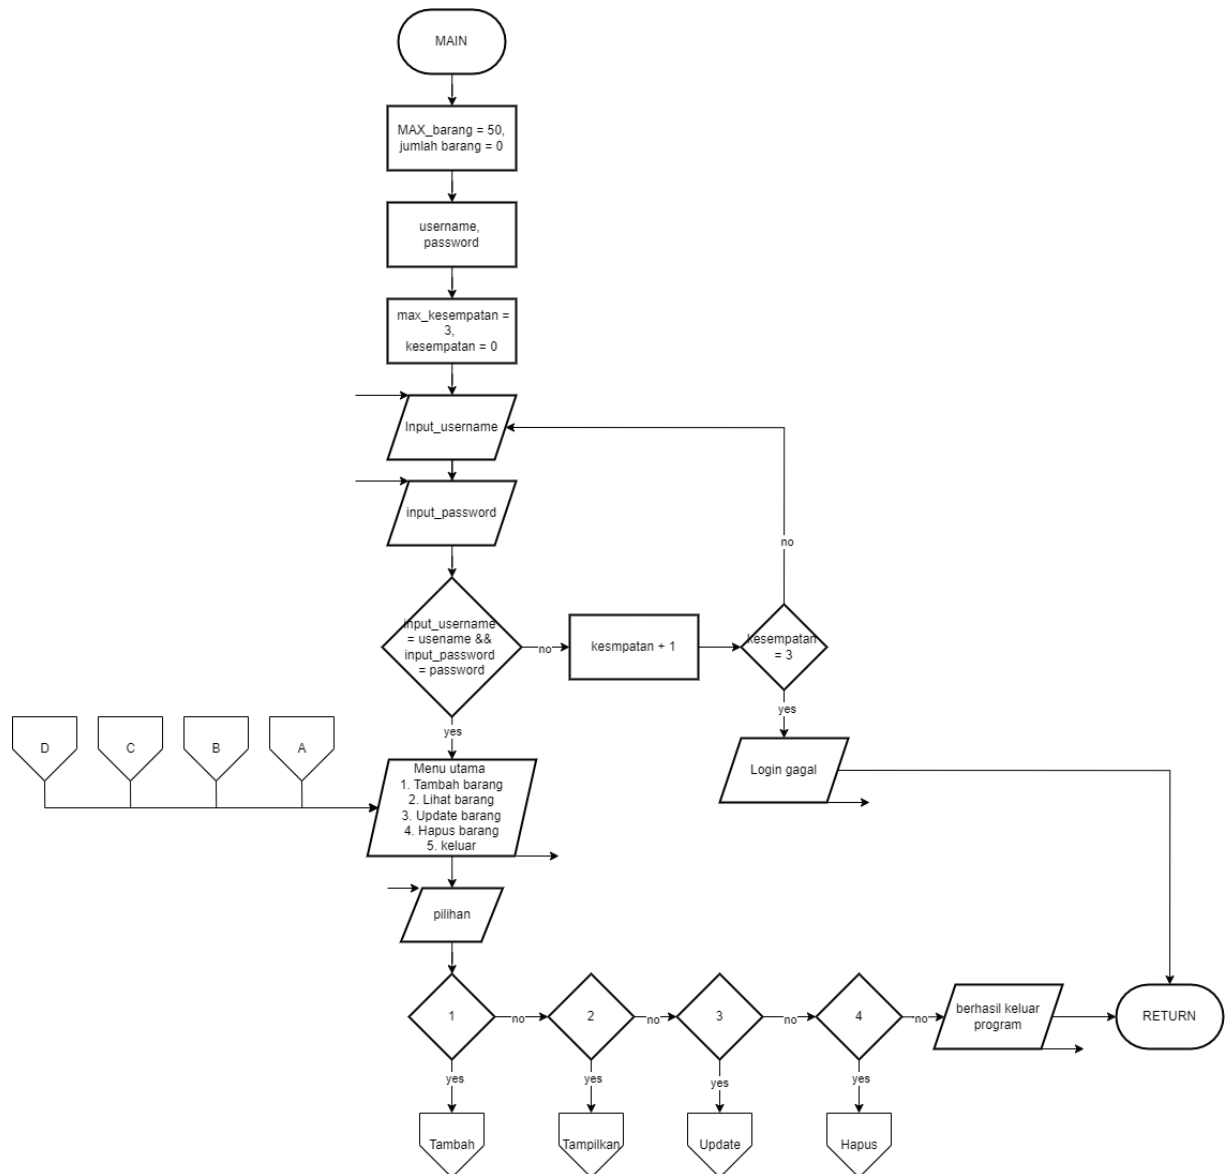 MAIN
MAX_barang = 50,
jumlah barang = 0
username,
password
max_kesempatan =
3,
kesempatan = 0
Input_username
input_password
no
input_username
= usename &&
input_password
= password
no
kesmpatan + 1
kesempatan
= 3
yes
yes
D
C
B
A
Menu utama
1. Tambah barang
2. Lihat barang
3. Update barang
4. Hapus barang
5. keluar
Login gagal
pilihan
1
no
2
no
3
no
4
no
berhasil keluar
program
RETURN
yes
yes
yes
yes
Tambah
Tampilkan
Update
Hapus